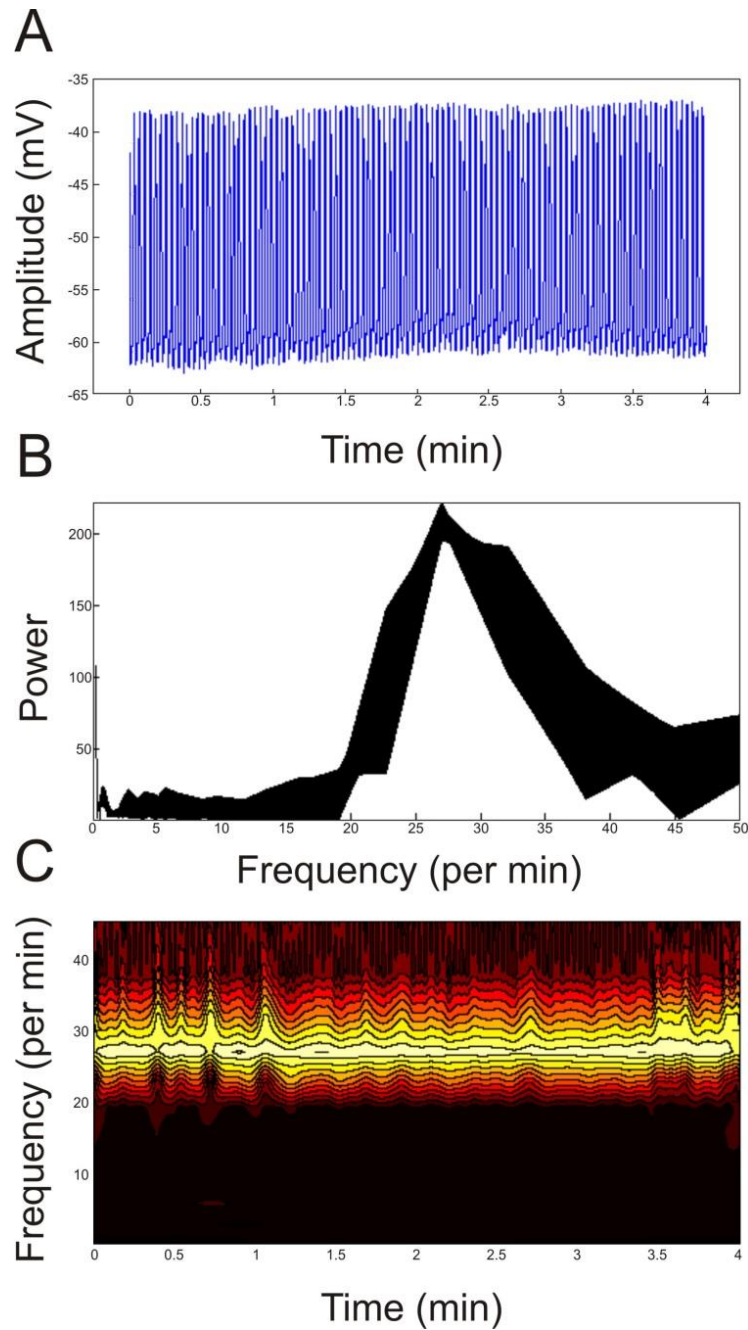 A
Amplitude (mV)
-35
-40
-45
-50
-55
-60
-65
0 0.5 1 1.5 2 2.5 3 3.5 4
Time (min)
B
Power
200
150
100
50
0 5 10 15 20 25 30 35 40 45 50
Frequency (per min)
C
Frequency (per min)
40
30
20
10
0 0.5 1 1.5 2 2.5 3 3.5 4
Time (min)